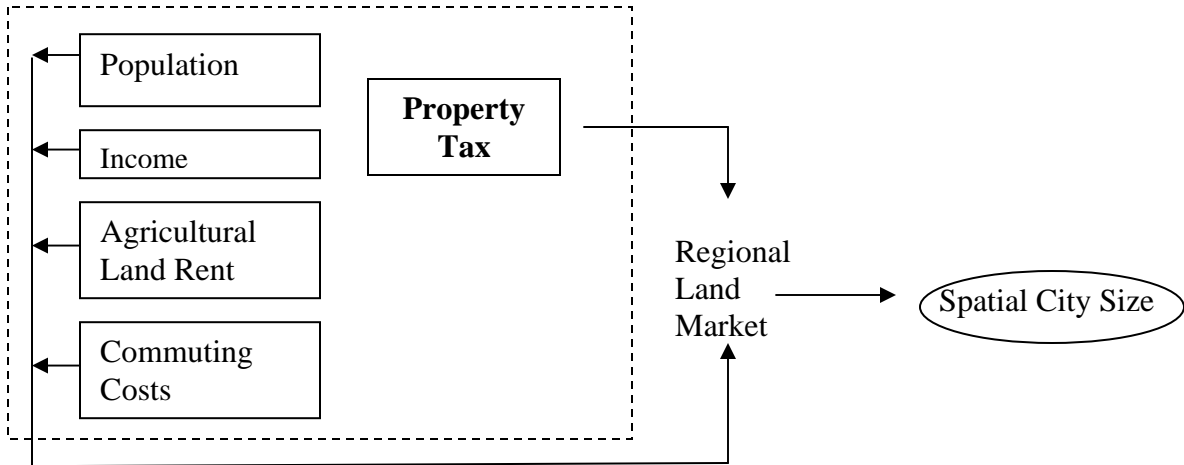 Population
Property
Tax
Income
Agricultural
Land Rent
Commuting
Costs
Regional
Land
Market
Spatial City Size